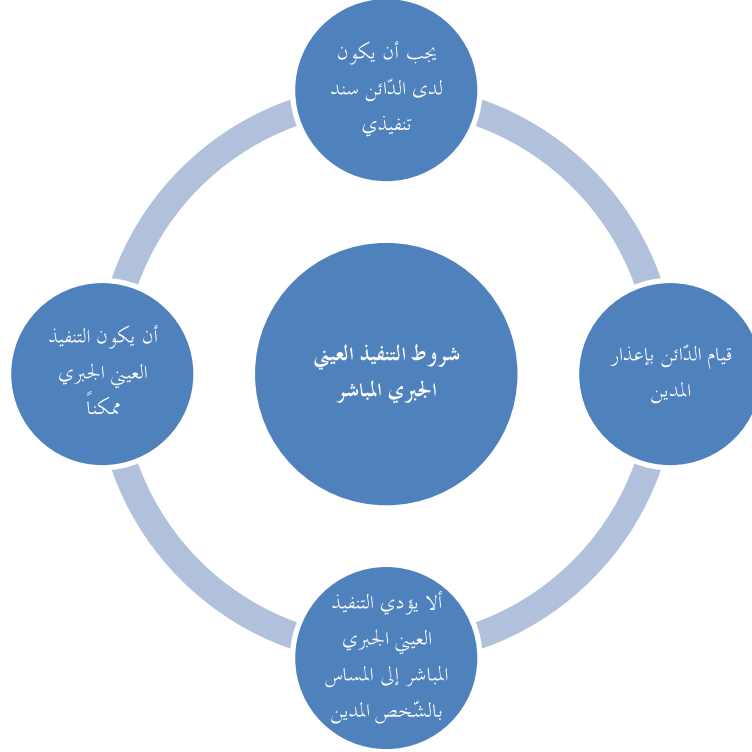 يجب أن يكون
لدى الدّائن سند
تنفيذي
قيام الدّائن بإعذار
المدين
ألا يؤدي التنفيذ
العيني الجبري
المباشر إلى المساس
بالشّخص المدين
أن يكون التنفيذ
العيني الجبري
ممكناً
شروط التنفيذ العيني
الجبري المباشر